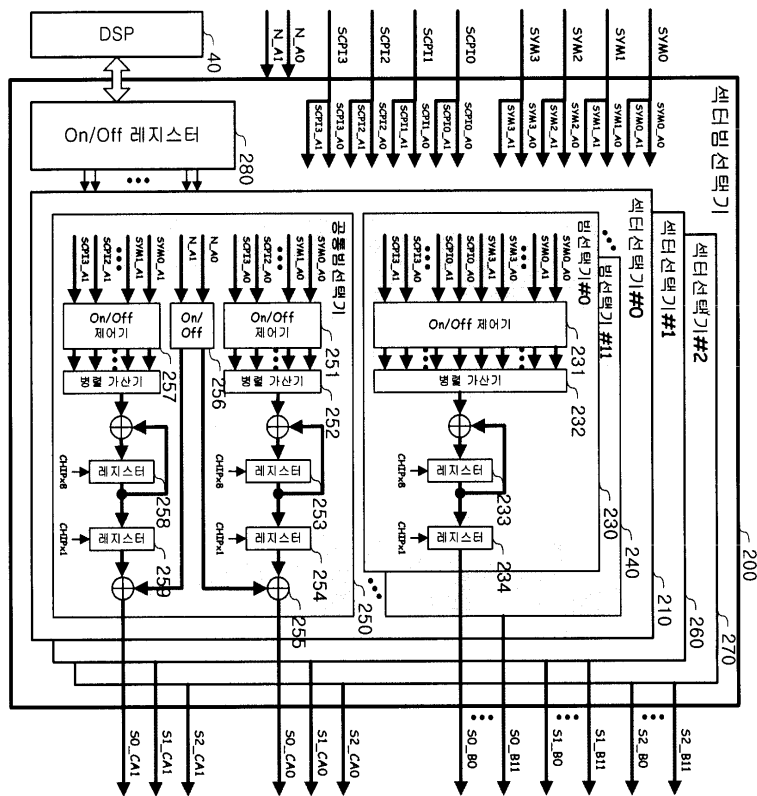 DSP
40
N_A1
N_A0
SCPI3
SCPI2
SCPI1
SCPI0
SYM3
SYM2
SYM1
SYM0
SCPI3_A1
SCPI3_A0
SCPI2_A1
SCPI2_A0
SCPI1_A1
SCPI1_A0
SCPI0_A1
SCPI0_A0
SYM3_A1
SYM3_A0
SYM2_A1
SYM2_A0
SYM1_A1
SYM1_A0
SYM0_A1
SYM0_A0
섹터빔선택기
On/Off 레지스터
280
공통빔선택기
빔선택기#0
빔선택기#11
섹터선택기#0
섹터선택기#1
섹터선택기#2
SCPI3_A1
SCPI2_A1
SYM1_A1
SYM0_A1
N_A1
N_A0
SCPI3_A0
SCPI2_A0
SYM1_A0
SYM0_A0
SCPI3_A1
SCPI3_A0
SCPI0_A1
SCPI0_A0
SYM3_A1
SYM3_A0
SYM0_A1
SYM0_A0
On/Off
제어기
257
On/
Off
256
On/Off
제어기
251
On/Off 제어기
231
병렬 가산기
병렬 가산기
252
병렬 가산기
232
CHIPx8
레지스터
258
CHIPx8
레지스터
253
CHIPx8
레지스터
233
CHIPx1
레지스터
259
CHIPx1
레지스터
254
CHIPx1
레지스터
234
255
250
230
240
210
260
270
200
S0_CA1
S1_CA1
S2_CA1
S0_CA0
S1_CA0
S2_CA0
S0_B0
S0_B11
S1_B0
S1_B11
S2_B0
S2_B11